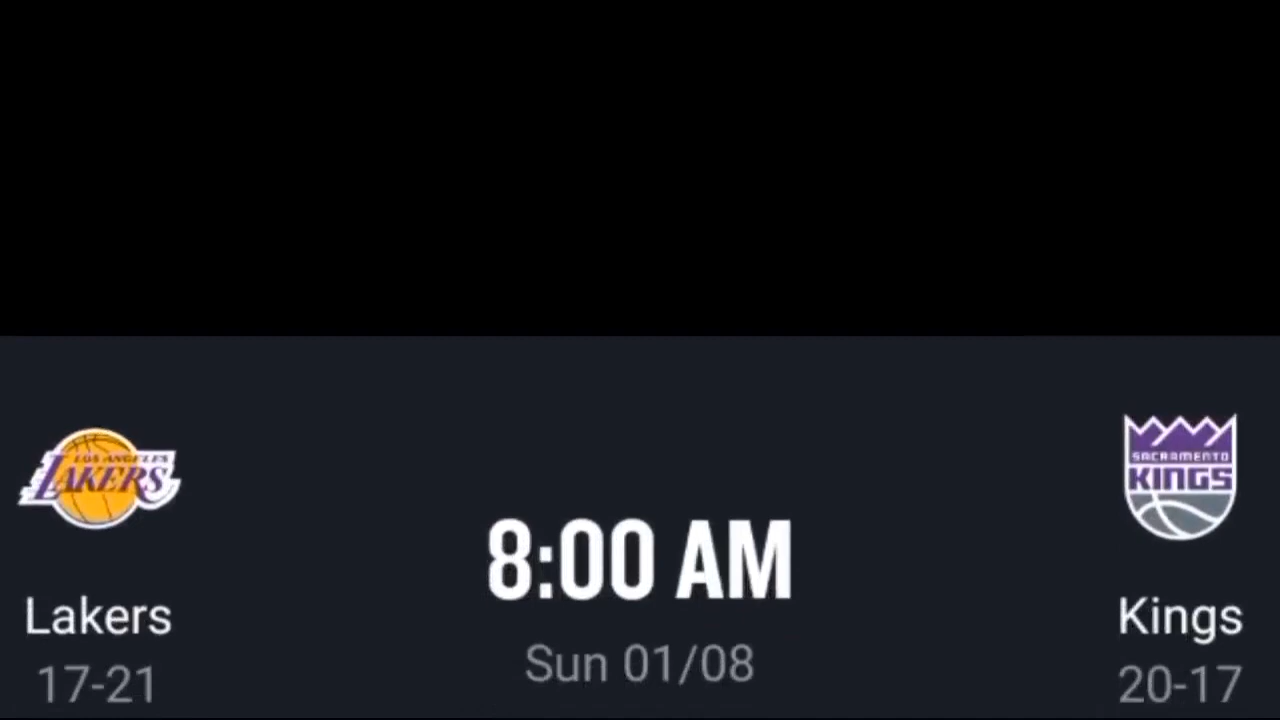 LOS ANGELES
LAKERS
SACRAMENTO
KINGS
8:00 AM
Lakers
Kings
Sun 01/08
17-21
20-17